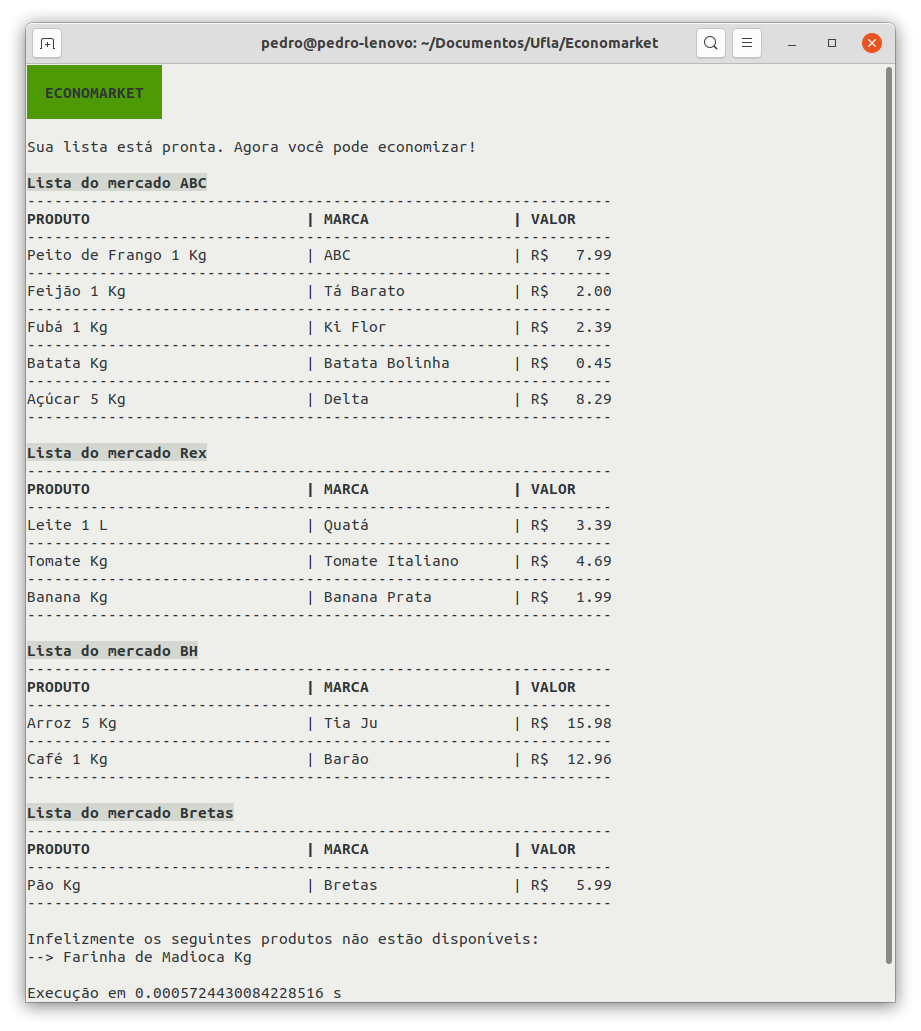 pedro@pedro-lenovo: ~/Documentos/Ufla/Economarket
ECONOMARKET
Sua lista está pronta. Agora você pode economizar!
Lista do mercado ABC
-----------------------------------------------------------------
PRODUTO                        | MARCA                | VALOR
-----------------------------------------------------------------
Peito de Frango 1 Kg           | ABC                  | R$   7.99
-----------------------------------------------------------------
Feijão 1 Kg                    | Tá Barato            | R$   2.00
-----------------------------------------------------------------
Fubá 1 Kg                      | Ki Flor              | R$   2.39
-----------------------------------------------------------------
Batata Kg                      | Batata Bolinha       | R$   0.45
-----------------------------------------------------------------
Açúcar 5 Kg                    | Delta                | R$   8.29
-----------------------------------------------------------------
Lista do mercado Rex
-----------------------------------------------------------------
PRODUTO                        | MARCA                | VALOR
-----------------------------------------------------------------
Leite 1 L                      | Quatá                | R$   3.39
-----------------------------------------------------------------
Tomate Kg                      | Tomate Italiano      | R$   4.69
-----------------------------------------------------------------
Banana Kg                      | Banana Prata         | R$   1.99
-----------------------------------------------------------------
Lista do mercado BH
-----------------------------------------------------------------
PRODUTO                        | MARCA                | VALOR
-----------------------------------------------------------------
Arroz 5 Kg                     | Tia Ju               | R$  15.98
-----------------------------------------------------------------
Café 1 Kg                      | Barão                | R$  12.96
-----------------------------------------------------------------
Lista do mercado Bretas
-----------------------------------------------------------------
PRODUTO                        | MARCA                | VALOR
-----------------------------------------------------------------
Pão Kg                         | Bretas               | R$   5.99
-----------------------------------------------------------------
Infelizmente os seguintes produtos não estão disponíveis:
--> Farinha de Madioca Kg
Execução em 0.0005724430084228516 s